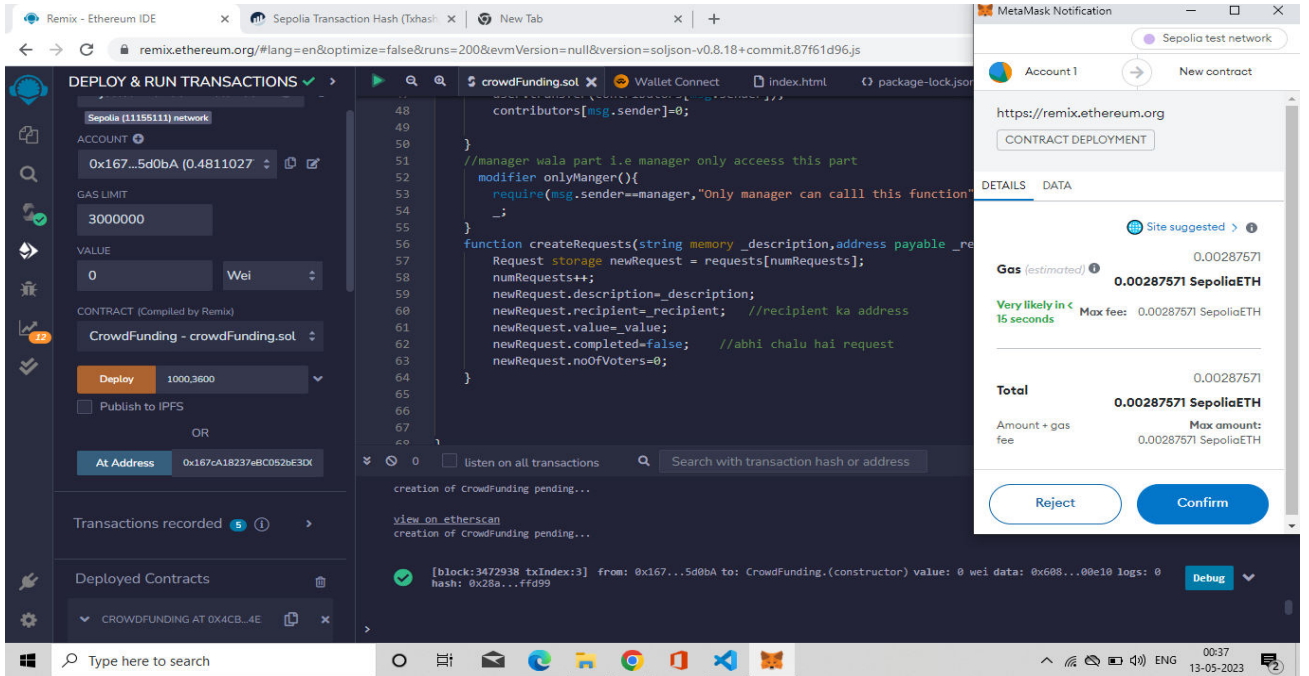 Remix - Ethereum IDE
Sepolia Transaction Hash (Txhash
New Tab
remix.ethereum.org/#lang=en&optimize=false&runs=200&evmVersion=null&version=soljson-v0.8.18+commit.87f61d96.js
DEPLOY & RUN TRANSACTIONS
Sepolia (11155111) network
ACCOUNT
0x167...5d0bA (0.4811027
GAS LIMIT
3000000
VALUE
0
Wei
CONTRACT (Compiled by Remix)
CrowdFunding - crowdFunding.sol
Deploy
1000,3600
Publish to IPFS
OR
At Address
0x167cA18237eBC052bE3D(
Transactions recorded 5 i
Deployed Contracts
CROWDFUNDING AT 0X4CB...4E
12
crowdFunding.sol
Wallet Connect
index.html
package-lock.json
48 contributors[msg.sender]=0;
49
50 }
51 //manager wala part i.e manager only acceess this part
52 modifier onlyManger(){
53 require(msg.sender==manager,"Only manager can calll this function"
54 _;
55 }
56 function createRequests(string memory _description,address payable _re
57 Request storage newRequest = requests[numRequests];
58 numRequests++;
59 newRequest.description=_description;
60 newRequest.recipient=_recipient; //recipient ka address
61 newRequest.value=_value;
62 newRequest.completed=false; //abhi chalu hai request
63 newRequest.noOfVoters=0;
64 }
65
66
67
68 }
0
listen on all transactions
Search with transaction hash or address
creation of CrowdFunding pending...
view on etherscan
creation of CrowdFunding pending...
[block:3472938 txIndex:3] from: 0x167...5d0bA to: CrowdFunding.(constructor) value: 0 wei data: 0x608...00e10 logs: 0
hash: 0x28a...ffd99
Debug
>
MetaMask Notification
Sepolia test network
Account 1
New contract
https://remix.ethereum.org
CONTRACT DEPLOYMENT
DETAILS
DATA
Site suggested >
0.00287571
Gas (estimated)
0.00287571 SepoliaETH
Very likely in < 15 seconds
Max fee: 0.00287571 SepoliaETH
0.00287571
Total
0.00287571 SepoliaETH
Amount + gas fee
Max amount:
0.00287571 SepoliaETH
Reject
Confirm
Type here to search
ENG
00:37
13-05-2023
2